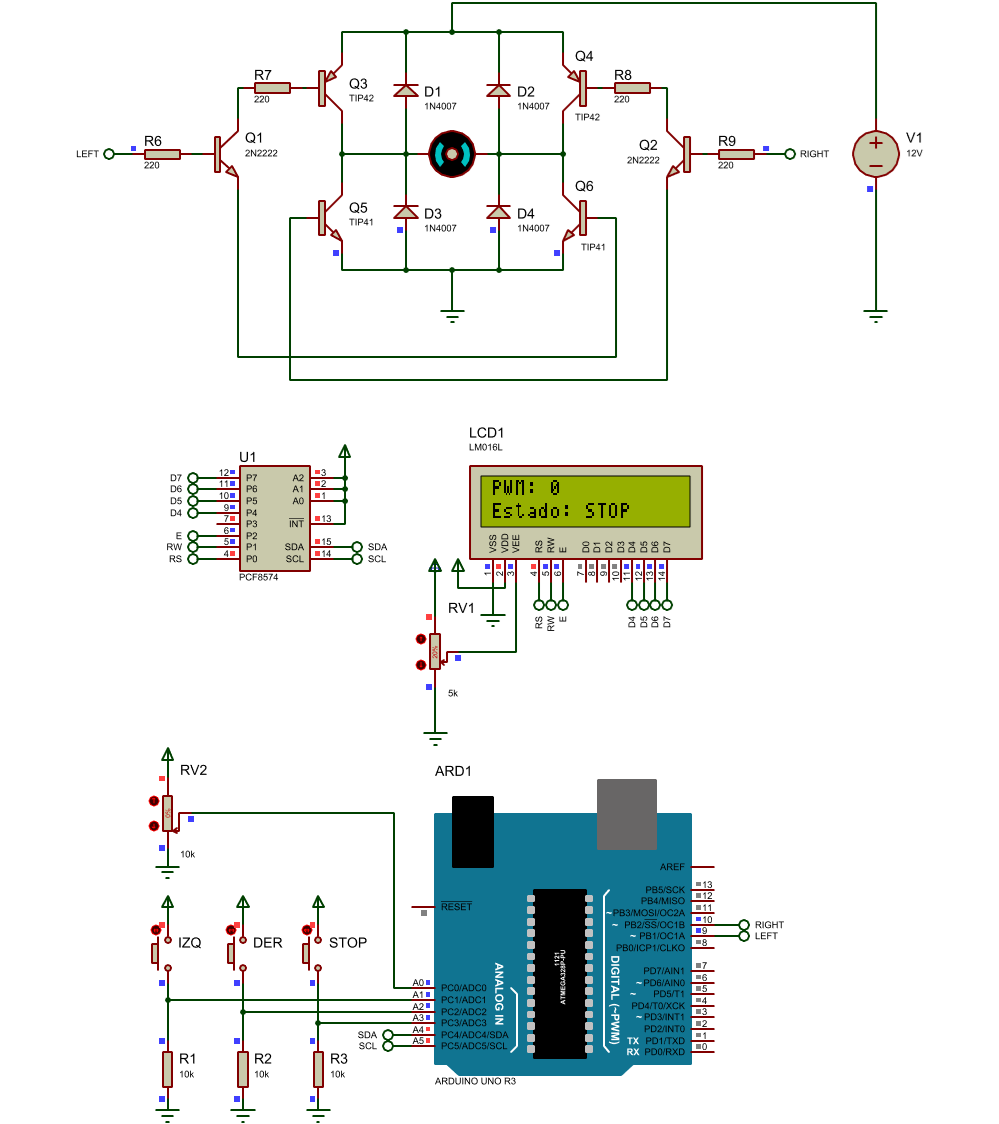 R7
220
Q3
TIP42
D1
1N4007
D2
1N4007
Q4
TIP42
R8
220
LEFT
R6
220
Q1
2N2222
Q2
2N2222
R9
220
RIGHT
V1
12V
Q5
TIP41
D3
1N4007
D4
1N4007
Q6
TIP41
LCD1
LM016L
PWM: 0
Estado: STOP
VSS
VDD
VEE
RS
RW
E
D0
D1
D2
D3
D4
D5
D6
D7
1
2
3
4
5
6
7
8
9
10
11
12
13
14
RS
RW
E
D4
D5
D6
D7
U1
D7 12 P7
D6 11 P6
D5 10 P5
D4 9 P4
7 P3
E 6 P2
RW 5 P1
RS 4 P0
A2 3
A1 2
A0 1
INT 13
SDA 15 SDA
SCL 14 SCL
PCF8574
RV1
20%
5k
RV2
0%
10k
IZQ
DER
STOP
R1
10k
R2
10k
R3
10k
ARD1
AREF
RESET
PB5/SCK 13
PB4/MISO 12
~PB3/MOSI/OC2A 11
~ PB2/SS/OC1B 10 RIGHT
~ PB1/OC1A 9 LEFT
PB0/ICP1/CLKO 8
PD7/AIN1 7
~ PD6/AIN0 6
~ PD5/T1 5
PD4/T0/XCK 4
~ PD3/INT1 3
PD2/INT0 2
TX PD1/TXD 1
RX PD0/RXD 0
A0 PC0/ADC0
A1 PC1/ADC1
A2 PC2/ADC2
A3 PC3/ADC3
SDA A4 PC4/ADC4/SDA
SCL A5 PC5/ADC5/SCL
ANALOG IN
1121
ATMEGA328P-PU
DIGITAL (~PWM)
ARDUINO UNO R3